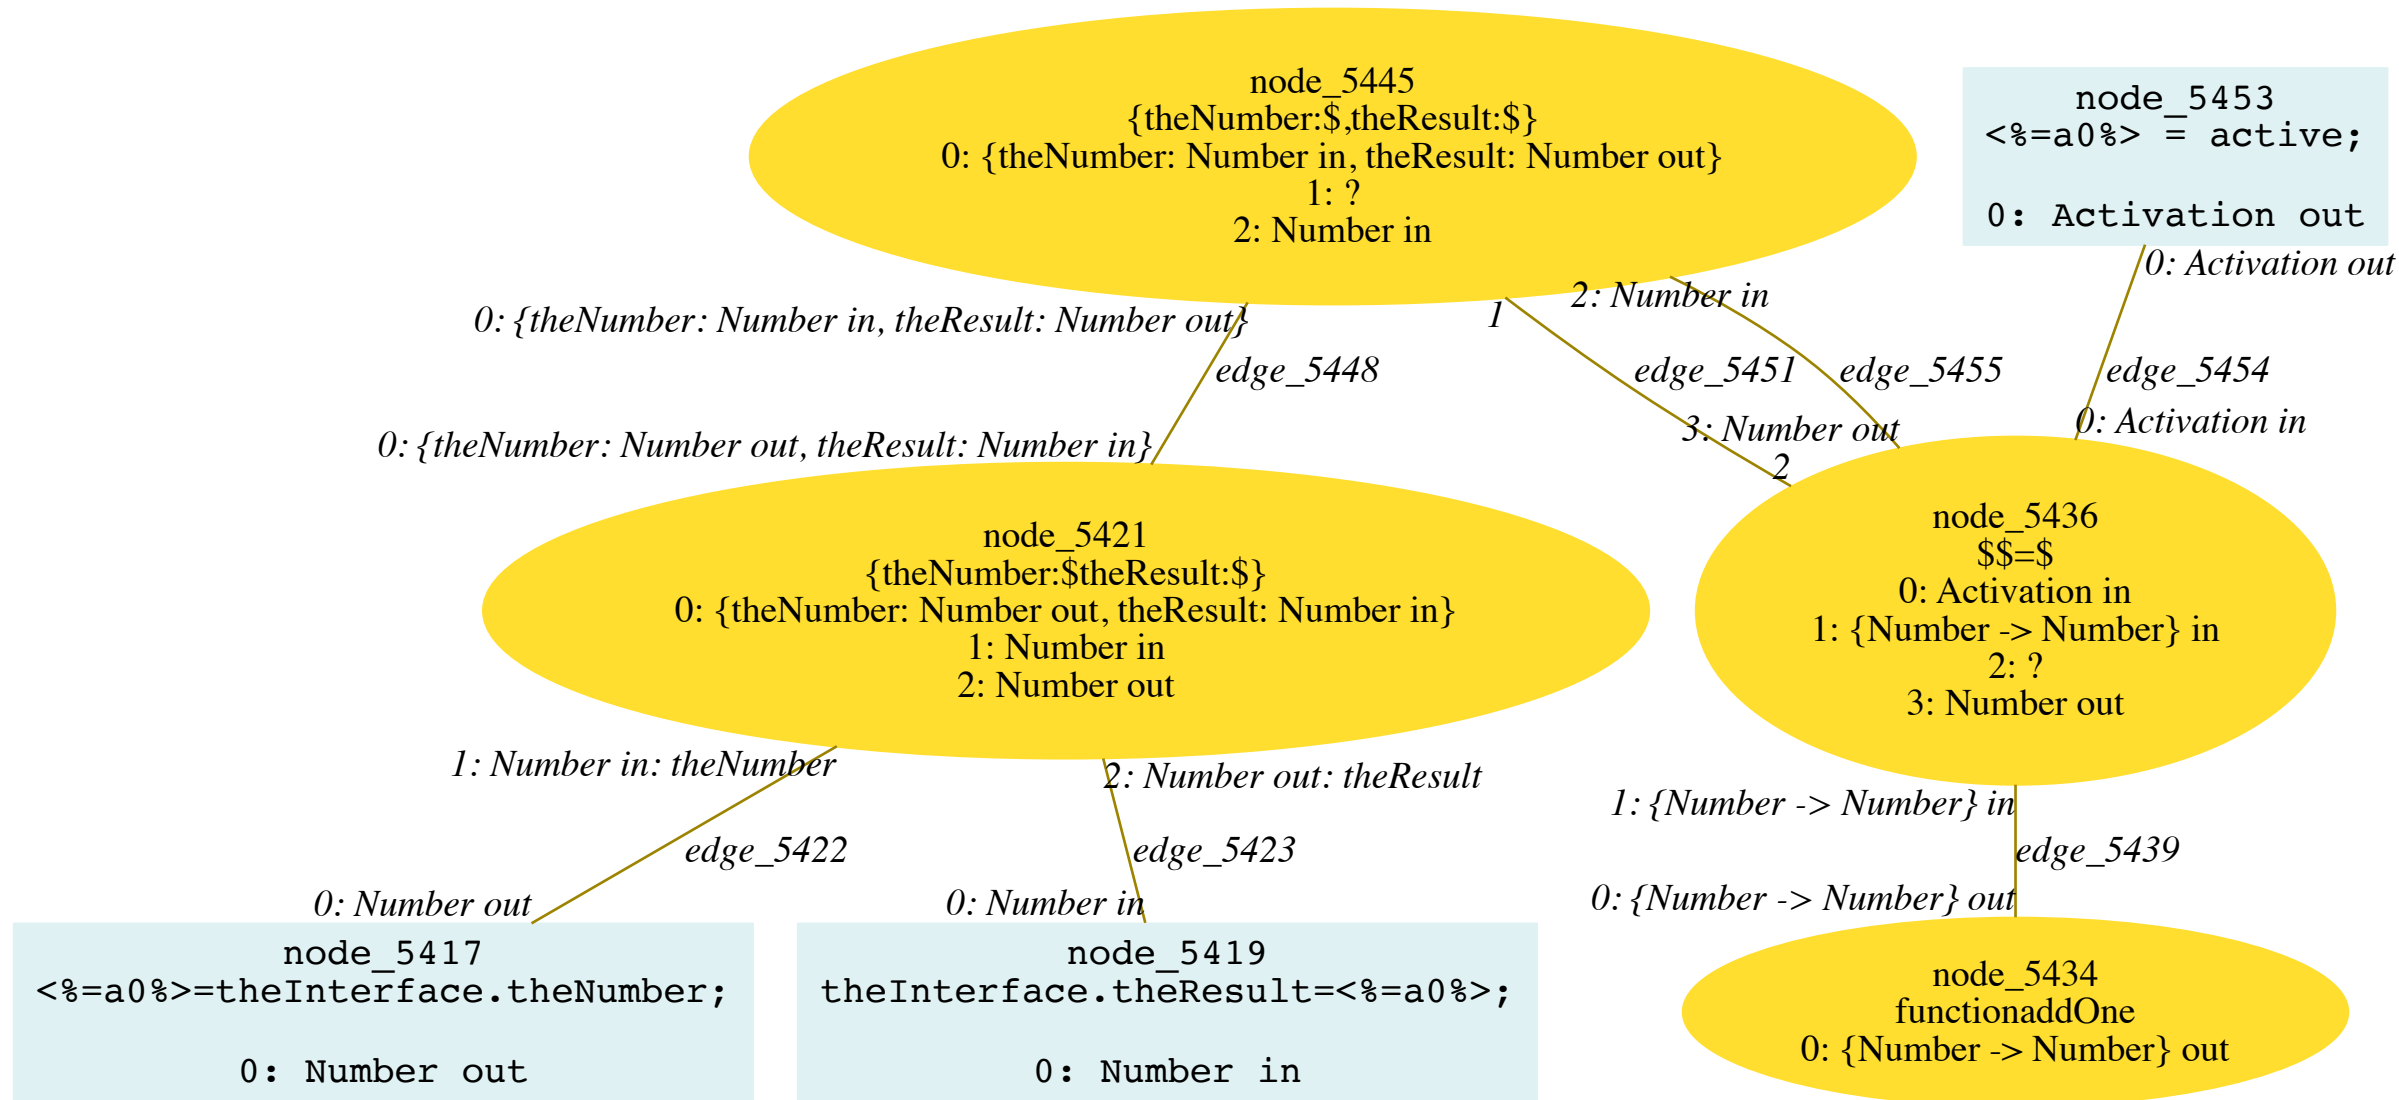 node_5445
{theNumber:$,theResult:$}
0: {theNumber: Number in, theResult: Number out}
1: ?
2: Number in
node_5453
<%=a0%> = active;
0: Activation out
0: Activation out
0: {theNumber: Number in, theResult: Number out}
1
2: Number in
edge_5448
edge_5451
edge_5455
edge_5454
0: {theNumber: Number out, theResult: Number in}
3: Number out
2
0: Activation in
node_5421
{theNumber:$theResult:$}
0: {theNumber: Number out, theResult: Number in}
1: Number in
2: Number out
node_5436
$$=$
0: Activation in
1: {Number -> Number} in
2: ?
3: Number out
1: Number in: theNumber
2: Number out: theResult
1: {Number -> Number} in
edge_5422
edge_5423
edge_5439
0: Number out
0: Number in
0: {Number -> Number} out
node_5417
<%=a0%>=theInterface.theNumber;
0: Number out
node_5419
theInterface.theResult=<%=a0%>;
0: Number in
node_5434
functionaddOne
0: {Number -> Number} out